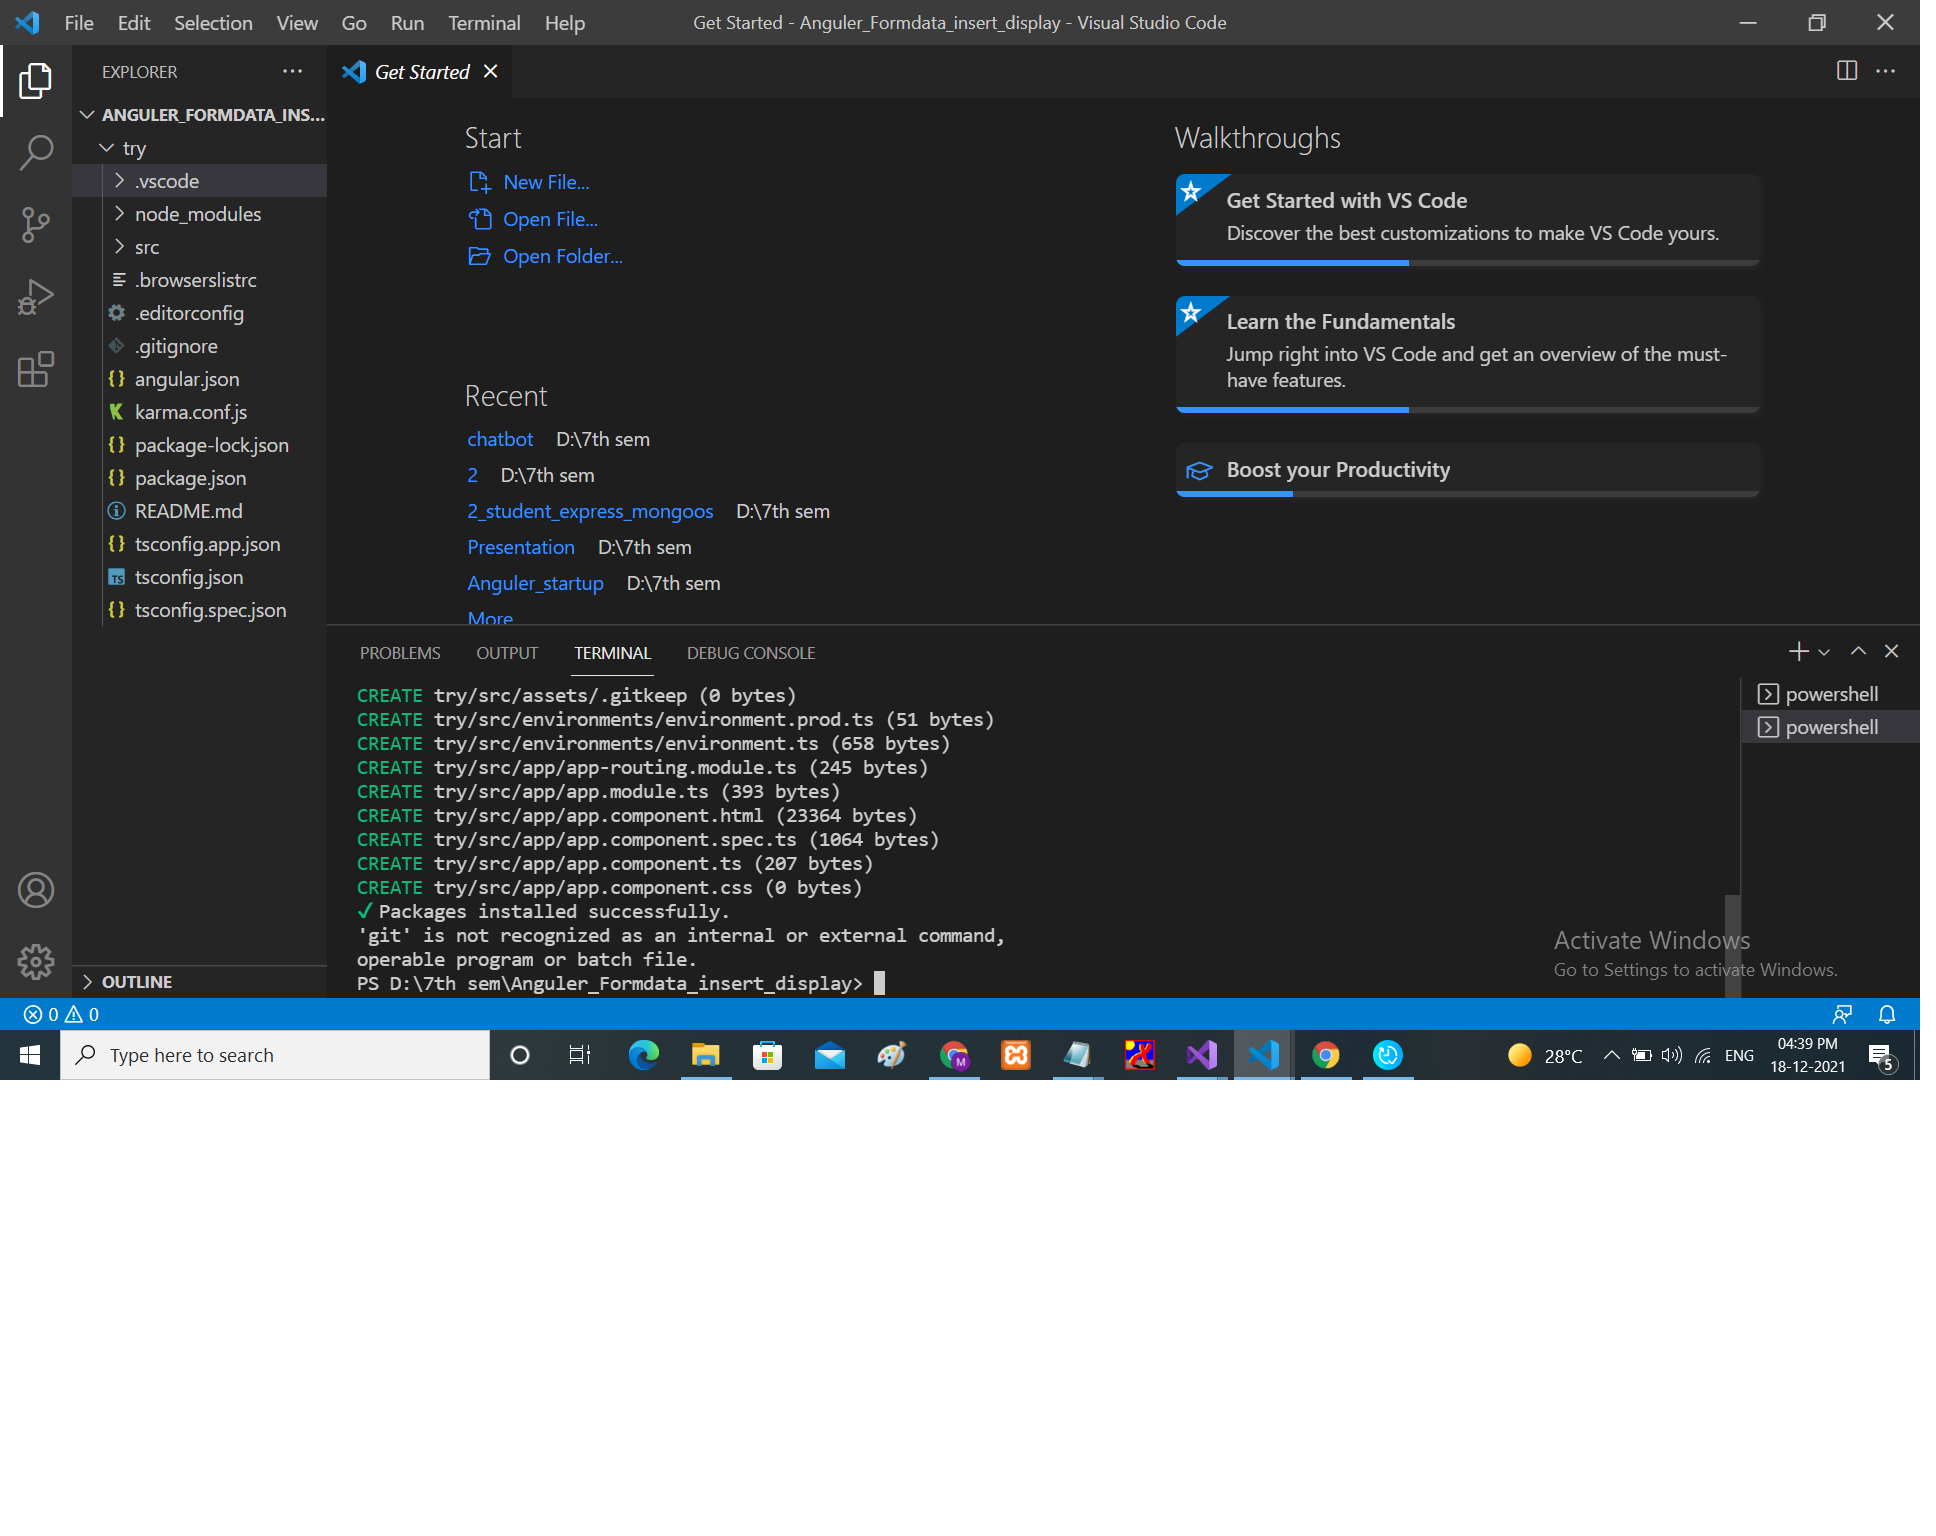 File Edit Selection View Go Run Terminal Help
Get Started - Anguler_Formdata_insert_display - Visual Studio Code
EXPLORER
ANGULER_FORMDATA_INS...
try
.vscode
node_modules
src
.browserslistrc
.editorconfig
.gitignore
angular.json
karma.conf.js
package-lock.json
package.json
README.md
tsconfig.app.json
tsconfig.json
tsconfig.spec.json
OUTLINE
Get Started
Start
New File...
Open File...
Open Folder...
Recent
chatbot D:\7th sem
2 D:\7th sem
2_student_express_mongoos D:\7th sem
Presentation D:\7th sem
Anguler_startup D:\7th sem
More
Walkthroughs
Get Started with VS Code
Discover the best customizations to make VS Code yours.
Learn the Fundamentals
Jump right into VS Code and get an overview of the must-
have features.
Boost your Productivity
PROBLEMS OUTPUT TERMINAL DEBUG CONSOLE
CREATE try/src/assets/.gitkeep (0 bytes)
CREATE try/src/environments/environment.prod.ts (51 bytes)
CREATE try/src/environments/environment.ts (658 bytes)
CREATE try/src/app/app-routing.module.ts (245 bytes)
CREATE try/src/app/app.module.ts (393 bytes)
CREATE try/src/app/app.component.html (23364 bytes)
CREATE try/src/app/app.component.spec.ts (1064 bytes)
CREATE try/src/app/app.component.ts (207 bytes)
CREATE try/src/app/app.component.css (0 bytes)
✓ Packages installed successfully.
'git' is not recognized as an internal or external command,
operable program or batch file.
PS D:\7th sem\Anguler_Formdata_insert_display>
powershell
powershell
Activate Windows
Go to Settings to activate Windows.
0 0
Type here to search
28°C
ENG
04:39 PM
18-12-2021
5